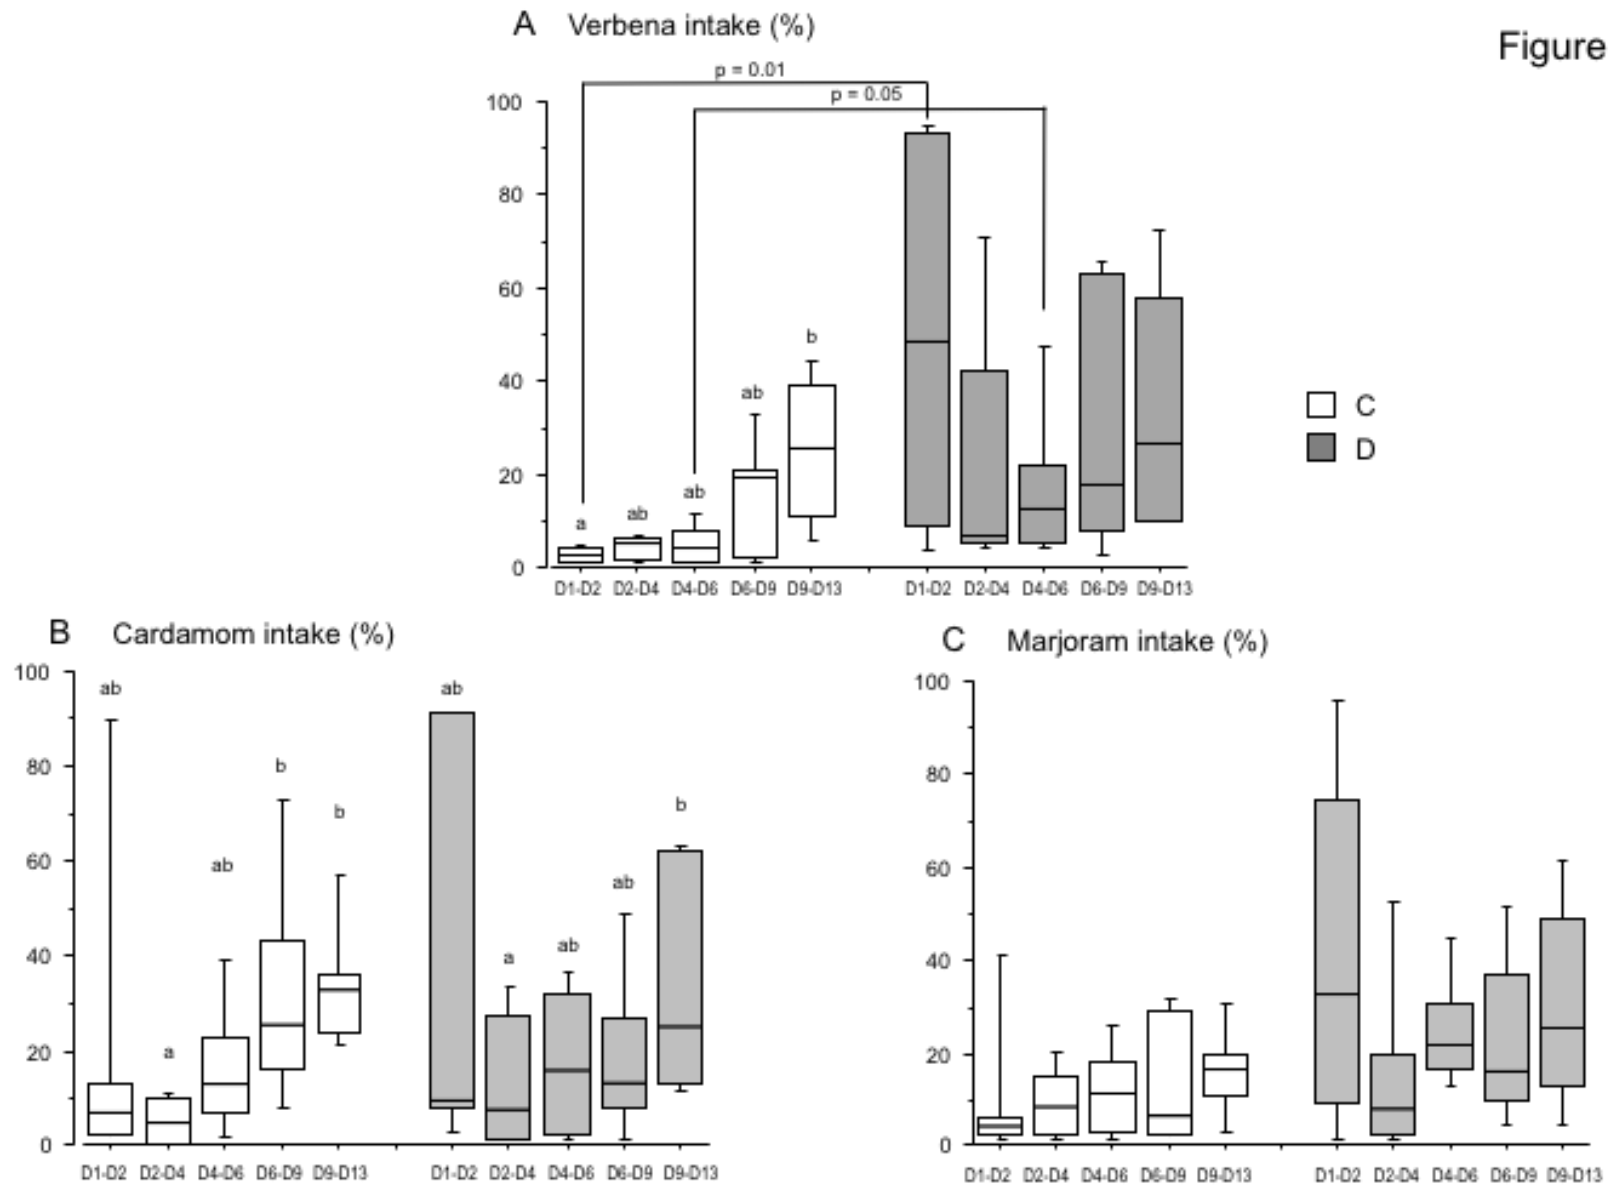 A Verbena intake (%)
Figure
p = 0.01
p = 0.05
100
80
60
40
20
0
a
ab
ab
ab
b
D1-D2 D2-D4 D4-D6 D6-D9 D9-D13 D1-D2 D2-D4 D4-D6 D6-D9 D9-D13
C
D
B Cardamom intake (%)
100
80
60
40
20
0
ab
a
ab
b
b
ab
a
ab
ab
b
D1-D2 D2-D4 D4-D6 D6-D9 D9-D13 D1-D2 D2-D4 D4-D6 D6-D9 D9-D13
C Marjoram intake (%)
100
80
60
40
20
0
D1-D2 D2-D4 D4-D6 D6-D9 D9-D13 D1-D2 D2-D4 D4-D6 D6-D9 D9-D13